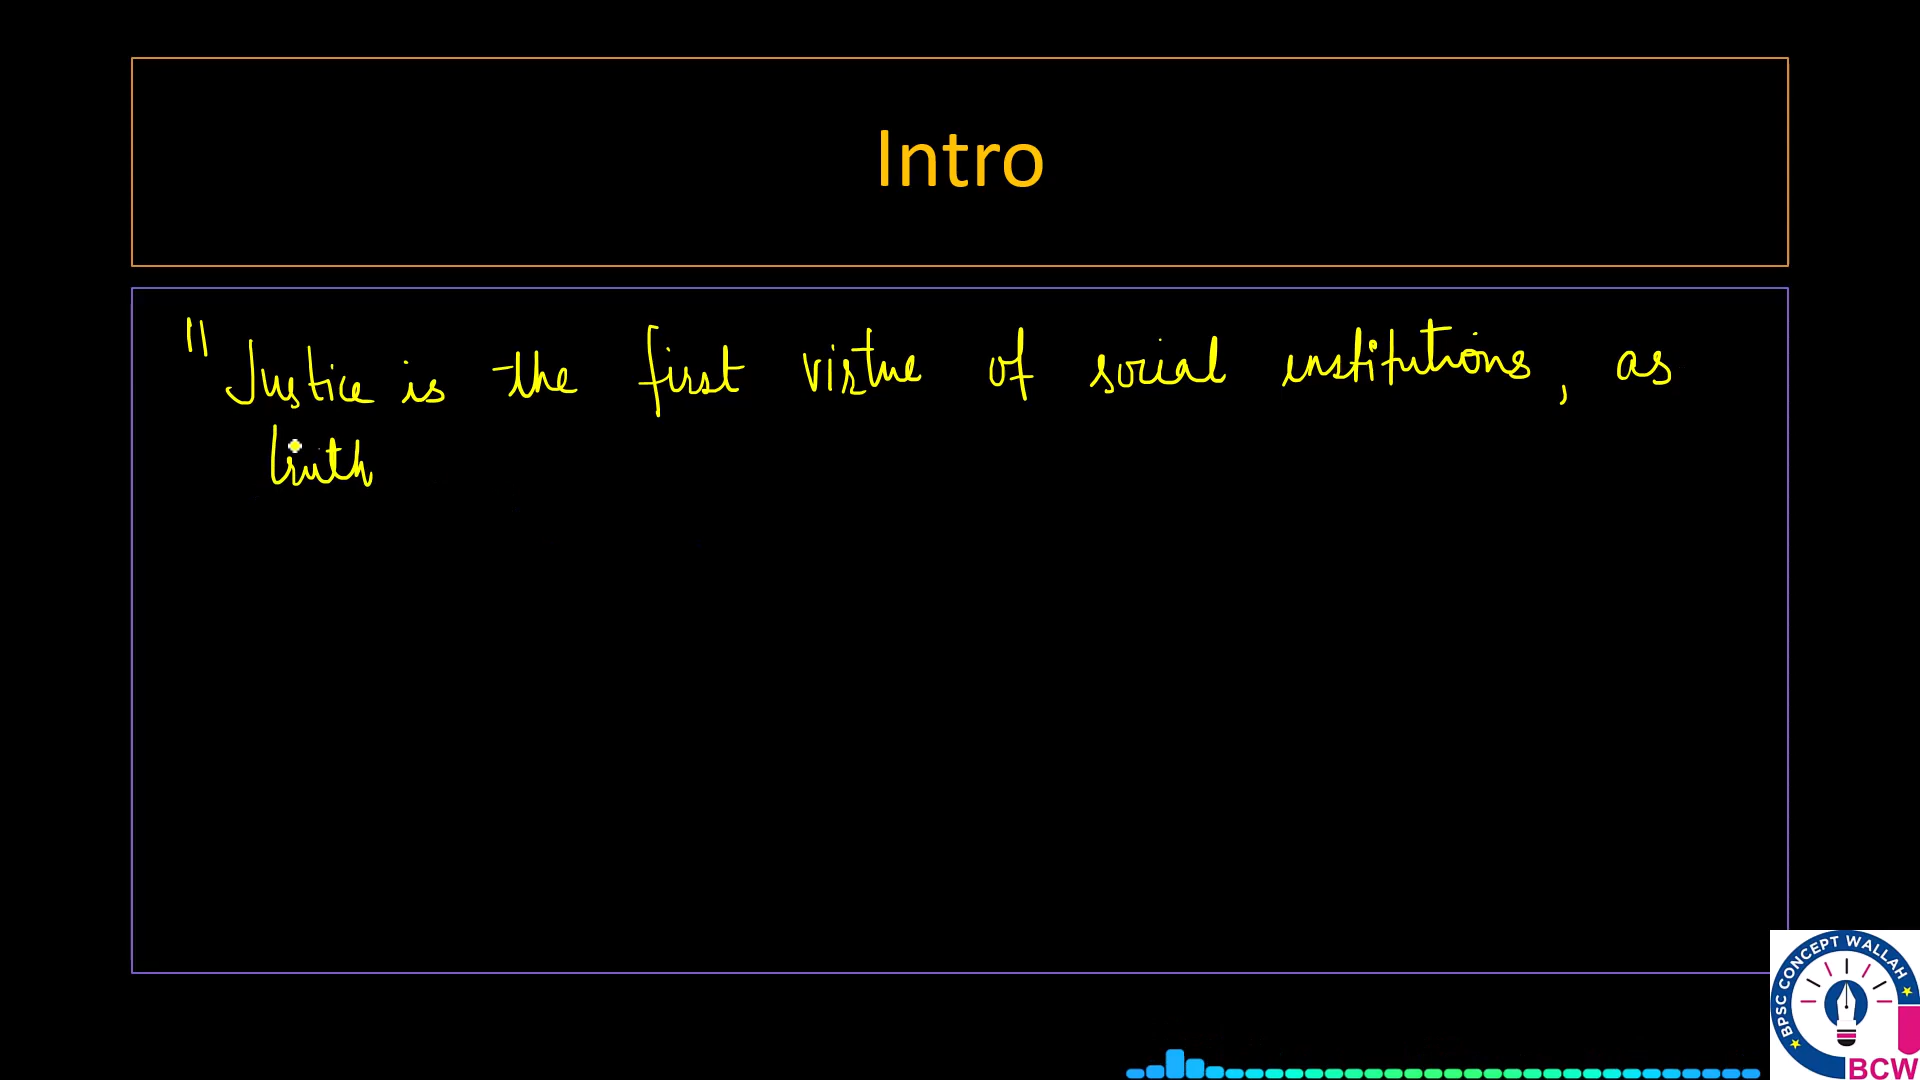 Intro
"Justice is the first virtue of social institutions, as
truth
BPSC CONCEPT WALLAH
BCW